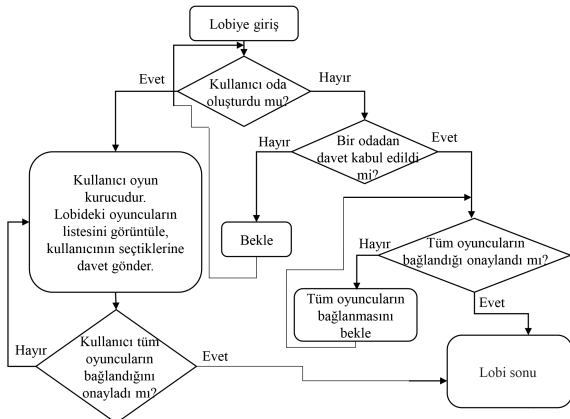 Lobiye giriş
Evet
Kullanıcı oda
oluşturdu mu?
Hayır
Hayır
Bir odadan
davet kabul edildi
mi?
Evet
Kullanıcı oyun
kurucudur.
Lobideki oyuncuların
listesini görüntüle,
kullanıcının seçtiklerine
davet gönder.
Bekle
Hayır
Tüm oyuncuların
bağlandığı onaylandı mı?
Evet
Tüm oyuncuların
bağlanmasını
bekle
Hayır
Kullanıcı tüm
oyuncuların
bağlandığını
onayladı mı?
Evet
Lobi sonu